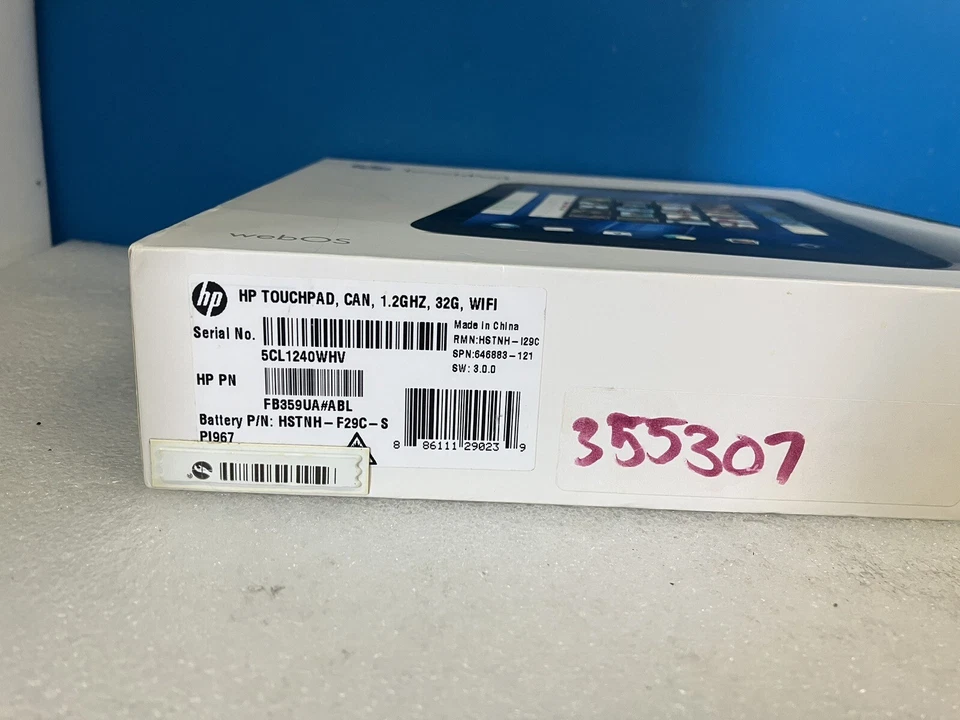 webOS
hp HP TOUCHPAD, CAN, 1.2GHZ, 32G, WIFI
Serial No.
5CL1240WHV
Made in China
RMN:HSTNH-I29C
SPN:646883-121
SW: 3.0.0
HP PN
FB359UA#ABL
Battery P/N: HSTNH-F29C-S
PI967
8 86111 29023 9
355307